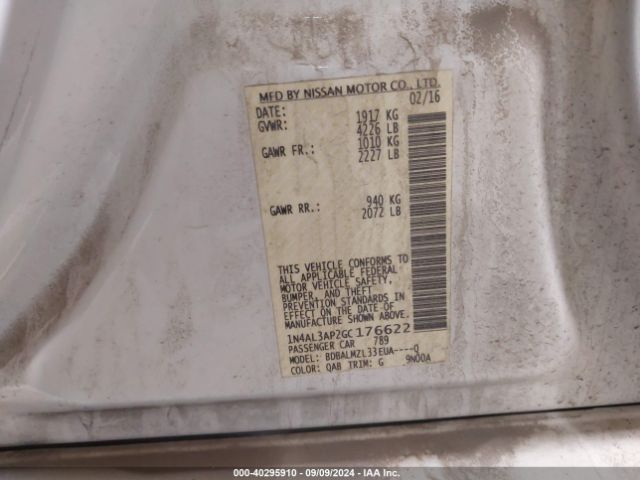 MFD BY NISSAN MOTOR CO., LTD.
DATE: 02/16
GVWR: 1917 KG
4226 LB
GAWR FR.: 1010 KG
2227 LB
GAWR RR.: 940 KG
2072 LB
THIS VEHICLE CONFORMS TO
ALL APPLICABLE FEDERAL
MOTOR VEHICLE SAFETY,
BUMPER, AND THEFT
PREVENTION STANDARDS IN
EFFECT ON THE DATE OF
MANUFACTURE SHOWN ABOVE.
1N4AL3AP2GC176622
PASSENGER CAR 789
MODEL: BDBALMZL33EUA----Q
COLOR: QAB TRIM: G 9N00A
000-40295910 - 09/09/2024 - IAA Inc.